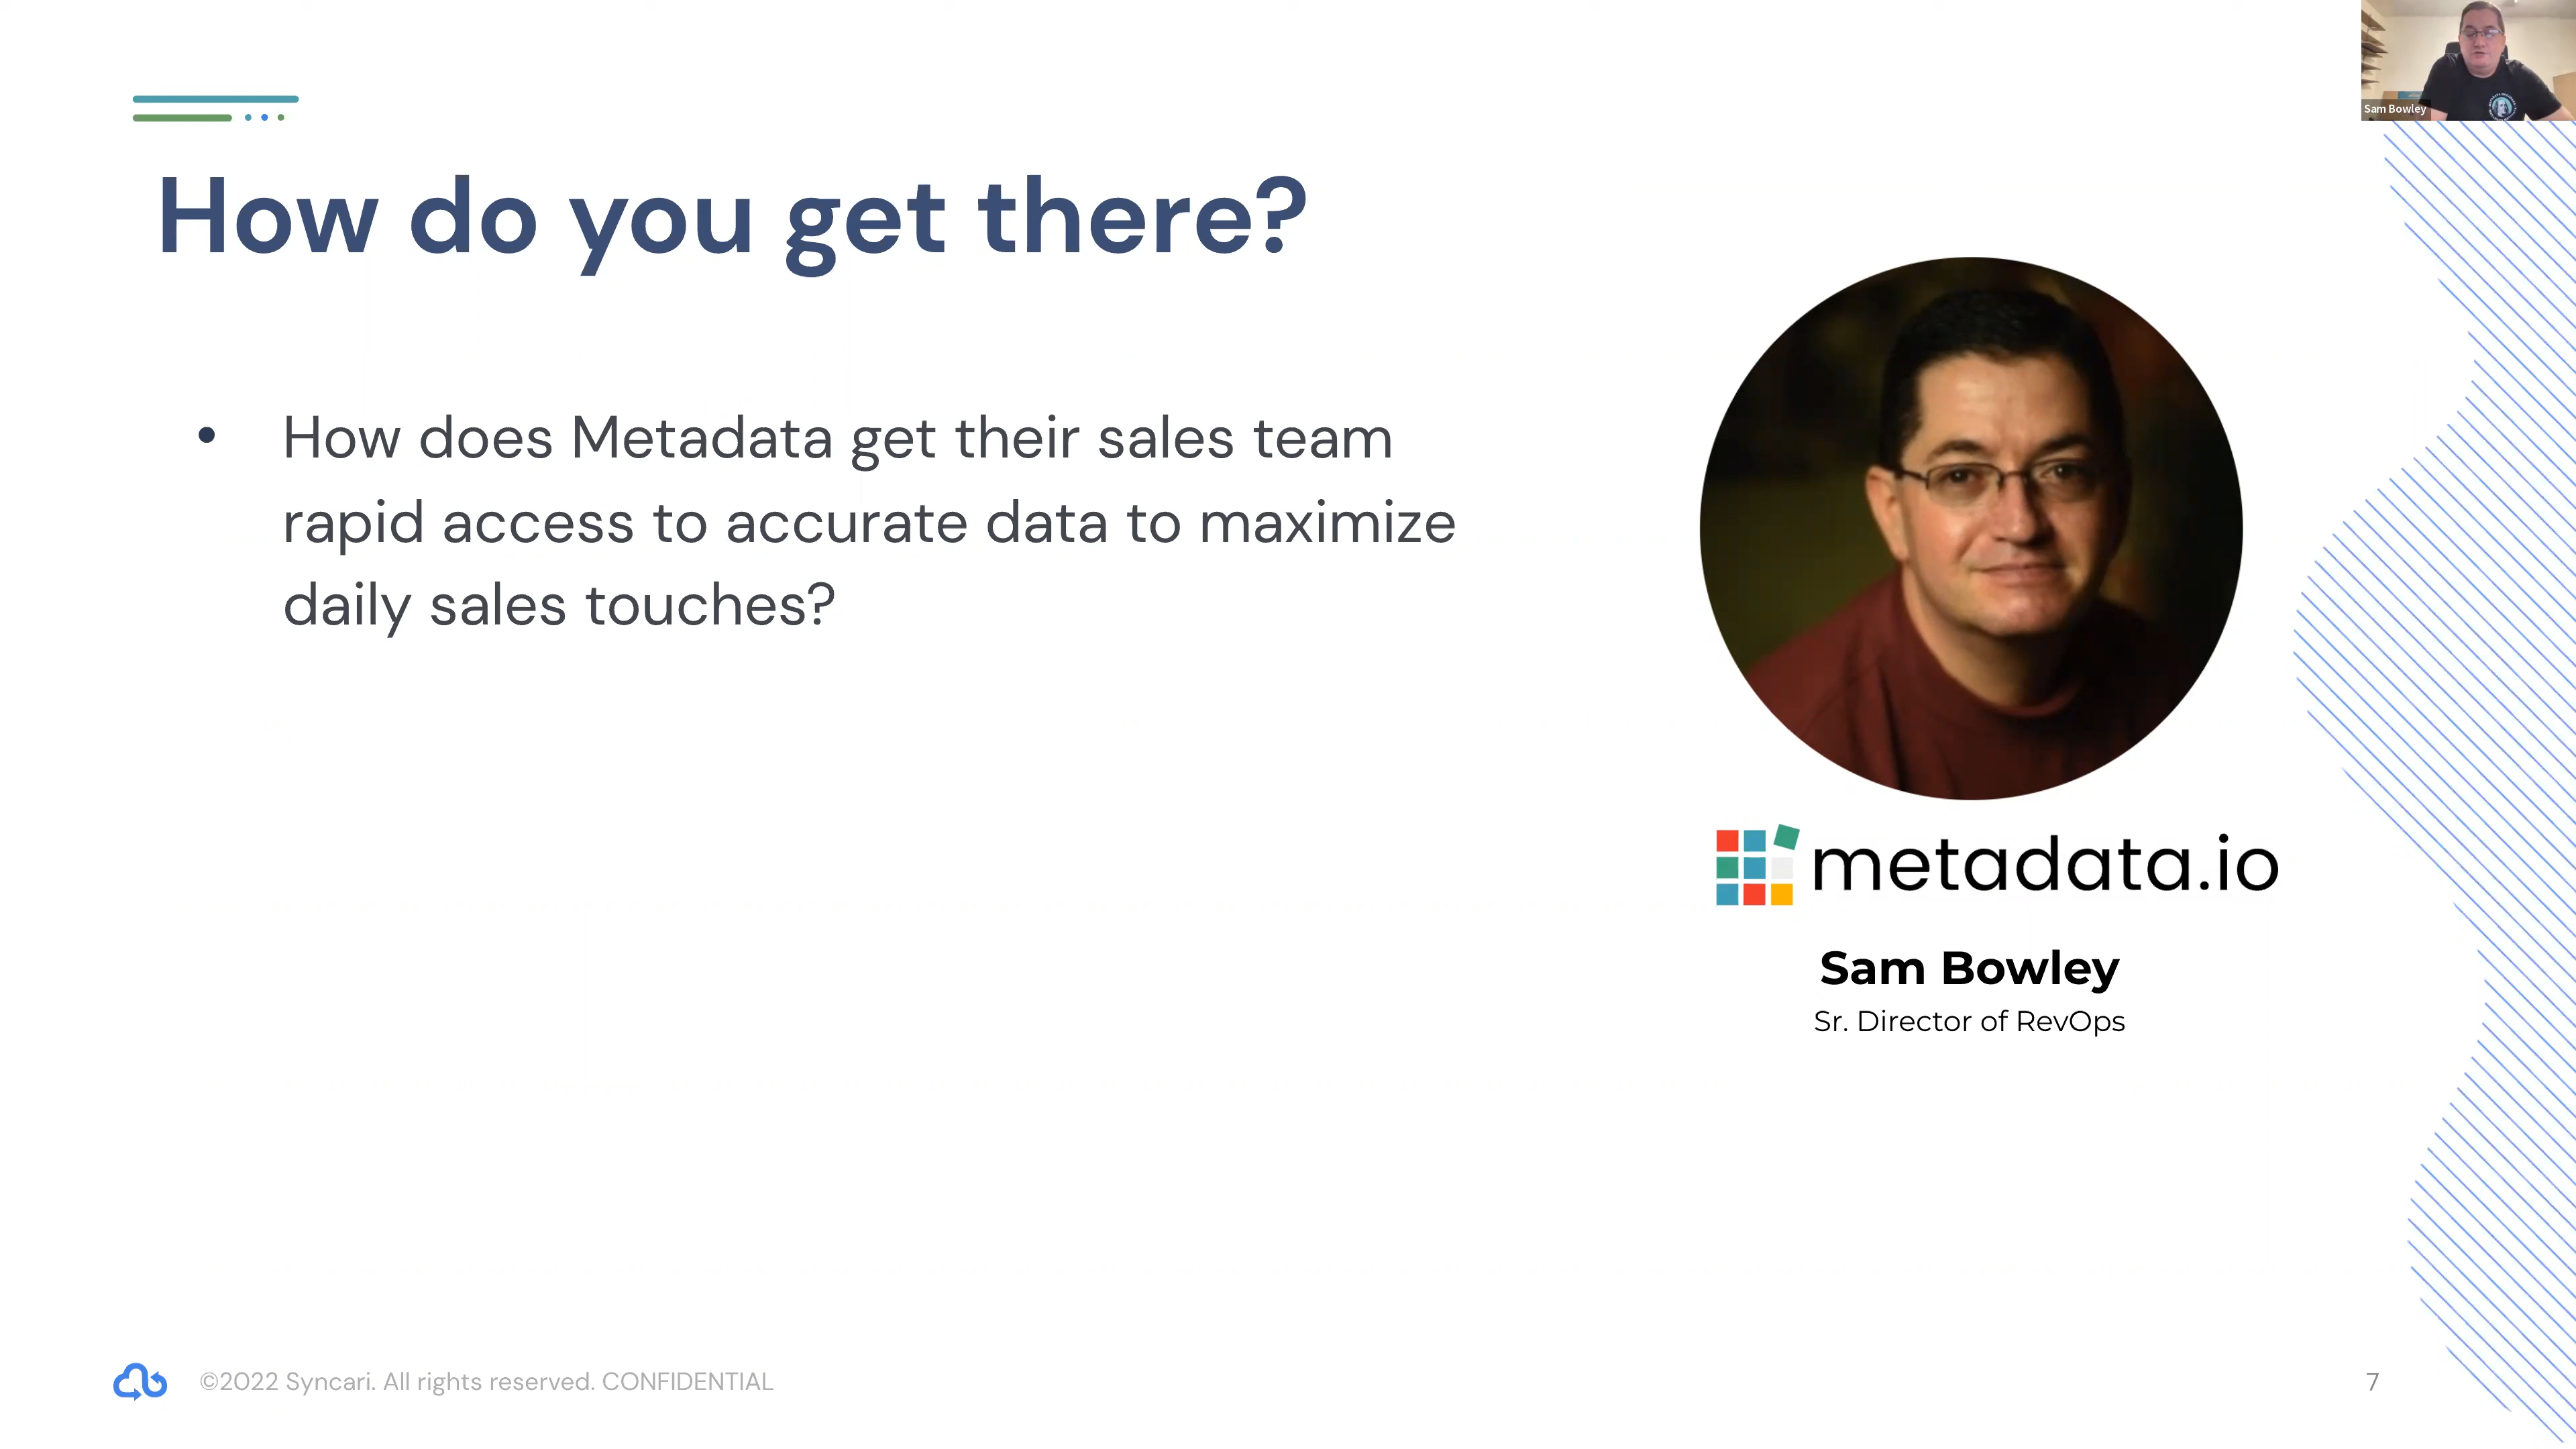 Sam Bowley
How do you get there?
• How does Metadata get their sales team
rapid access to accurate data to maximize
daily sales touches?
metadata.io
Sam Bowley
Sr. Director of RevOps
©2022 Syncari. All rights reserved. CONFIDENTIAL
7